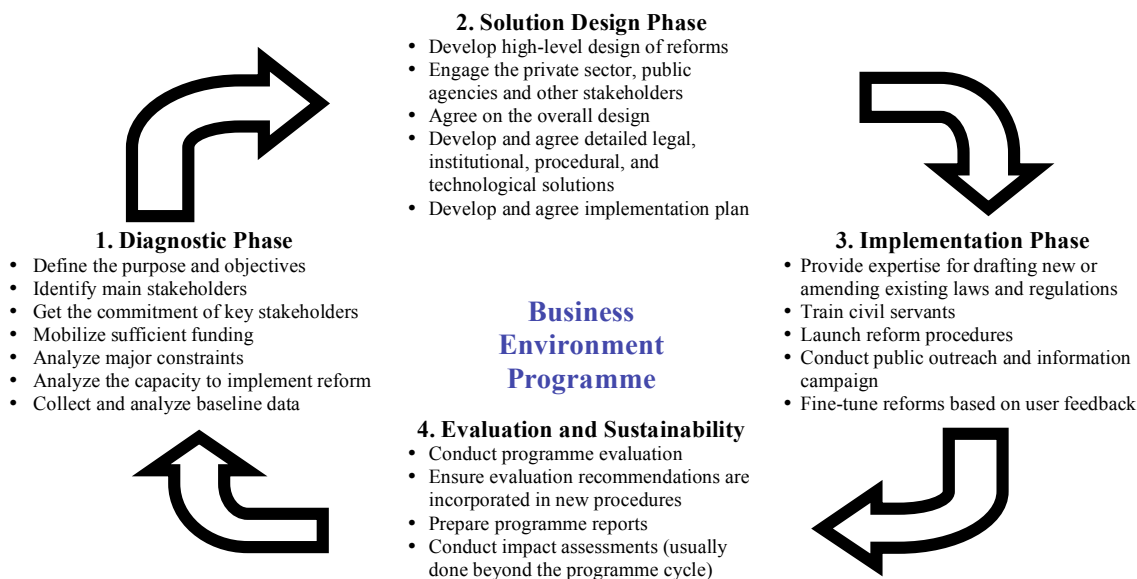 2. Solution Design Phase
• Develop high-level design of reforms
• Engage the private sector, public
agencies and other stakeholders
• Agree on the overall design
• Develop and agree detailed legal,
institutional, procedural, and
technological solutions
• Develop and agree implementation plan
1. Diagnostic Phase
• Define the purpose and objectives
• Identify main stakeholders
• Get the commitment of key stakeholders
• Mobilize sufficient funding
• Analyze major constraints
• Analyze the capacity to implement reform
• Collect and analyze baseline data
Business
Environment
Programme
3. Implementation Phase
• Provide expertise for drafting new or
amending existing laws and regulations
• Train civil servants
• Launch reform procedures
• Conduct public outreach and information
campaign
• Fine-tune reforms based on user feedback
4. Evaluation and Sustainability
• Conduct programme evaluation
• Ensure evaluation recommendations are
incorporated in new procedures
• Prepare programme reports
• Conduct impact assessments (usually
done beyond the programme cycle)